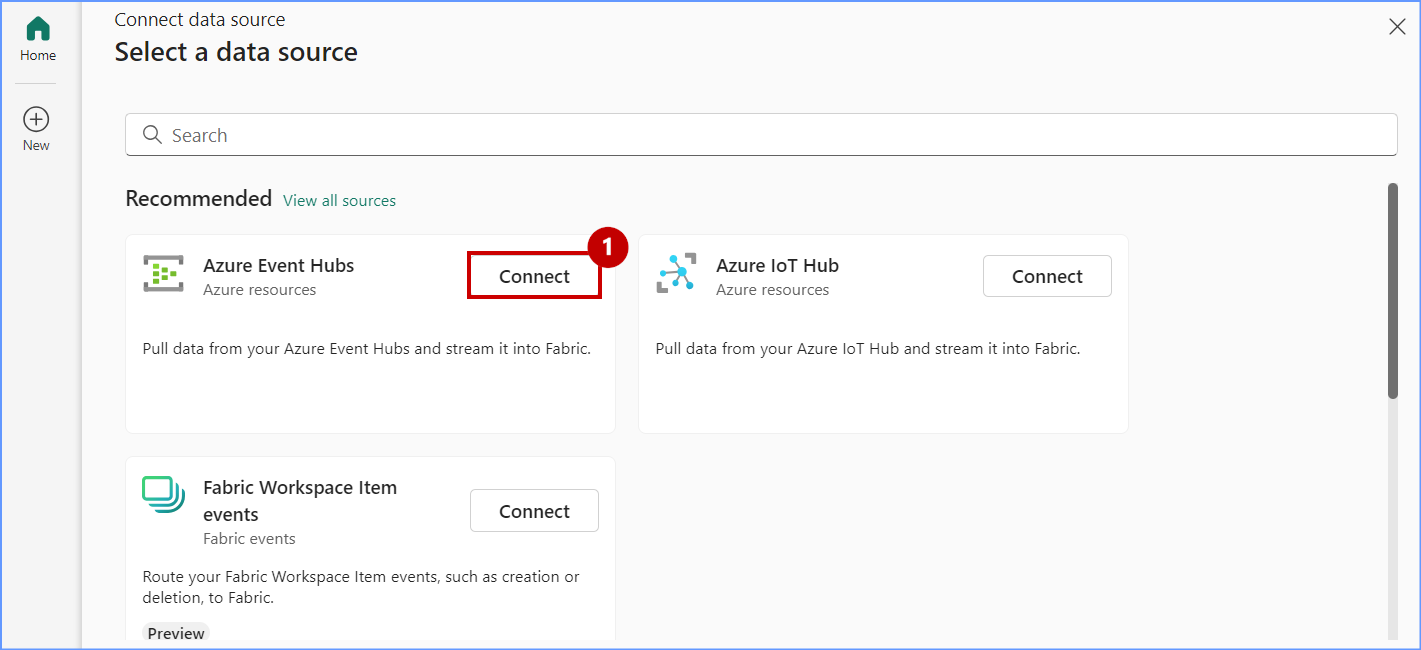 Connect data source
Select a data source
Home
New
Search
Recommended View all sources
Azure Event Hubs
Azure resources
Connect
1
Pull data from your Azure Event Hubs and stream it into Fabric.
Azure IoT Hub
Azure resources
Connect
Pull data from your Azure IoT Hub and stream it into Fabric.
Fabric Workspace Item
events
Fabric events
Connect
Route your Fabric Workspace Item events, such as creation or
deletion, to Fabric.
Preview